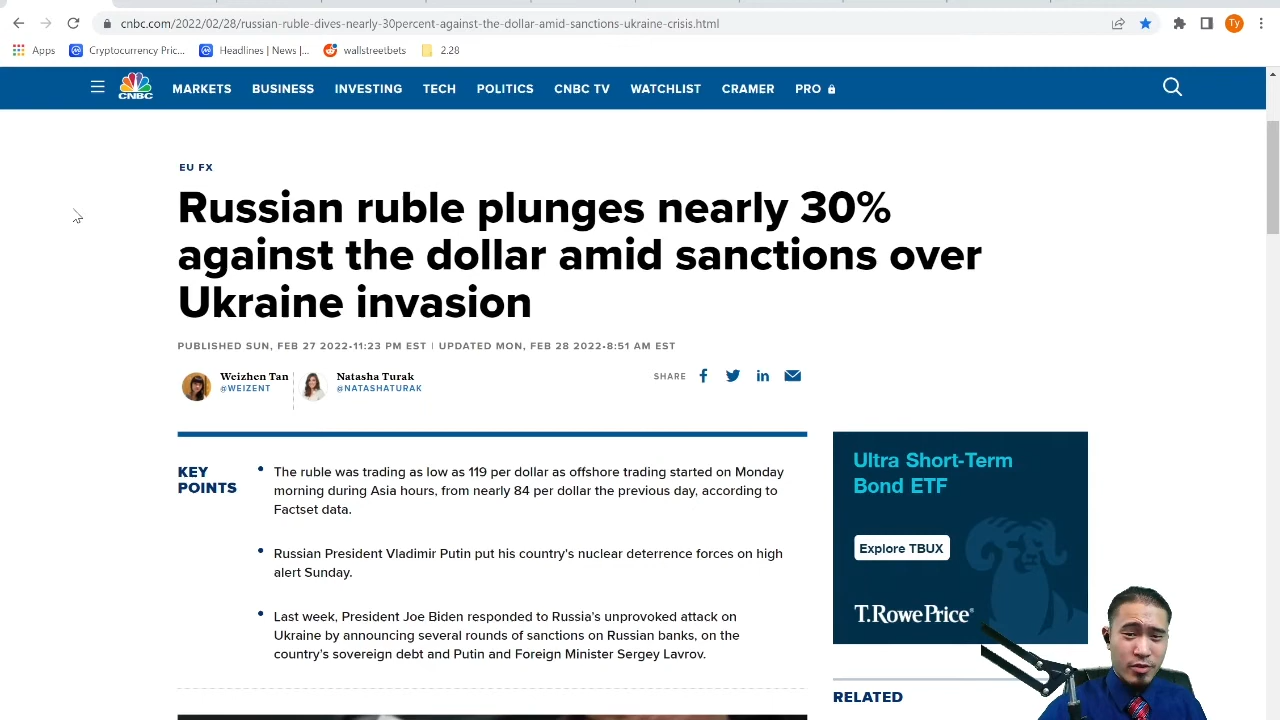 cnbc.com/2022/02/28/russian-ruble-dives-nearly-30percent-against-the-dollar-amid-sanctions-ukraine-crisis.html
Ty
Apps
Cryptocurrency Pric...
Headlines | News |...
wallstreetbets
2.28
CNBC
MARKETS
BUSINESS
INVESTING
TECH
POLITICS
CNBC TV
WATCHLIST
CRAMER
PRO
EU FX
Russian ruble plunges nearly 30%
against the dollar amid sanctions over
Ukraine invasion
PUBLISHED SUN, FEB 27 2022•11:23 PM EST | UPDATED MON, FEB 28 2022•8:51 AM EST
Weizhen Tan
@WEIZENT
Natasha Turak
@NATASHATURAK
SHARE
KEY
POINTS
• The ruble was trading as low as 119 per dollar as offshore trading started on Monday
morning during Asia hours, from nearly 84 per dollar the previous day, according to
Factset data.
• Russian President Vladimir Putin put his country's nuclear deterrence forces on high
alert Sunday.
• Last week, President Joe Biden responded to Russia's unprovoked attack on
Ukraine by announcing several rounds of sanctions on Russian banks, on the
country's sovereign debt and Putin and Foreign Minister Sergey Lavrov.
Ultra Short-Term
Bond ETF
Explore TBUX
T.RowePrice®
RELATED